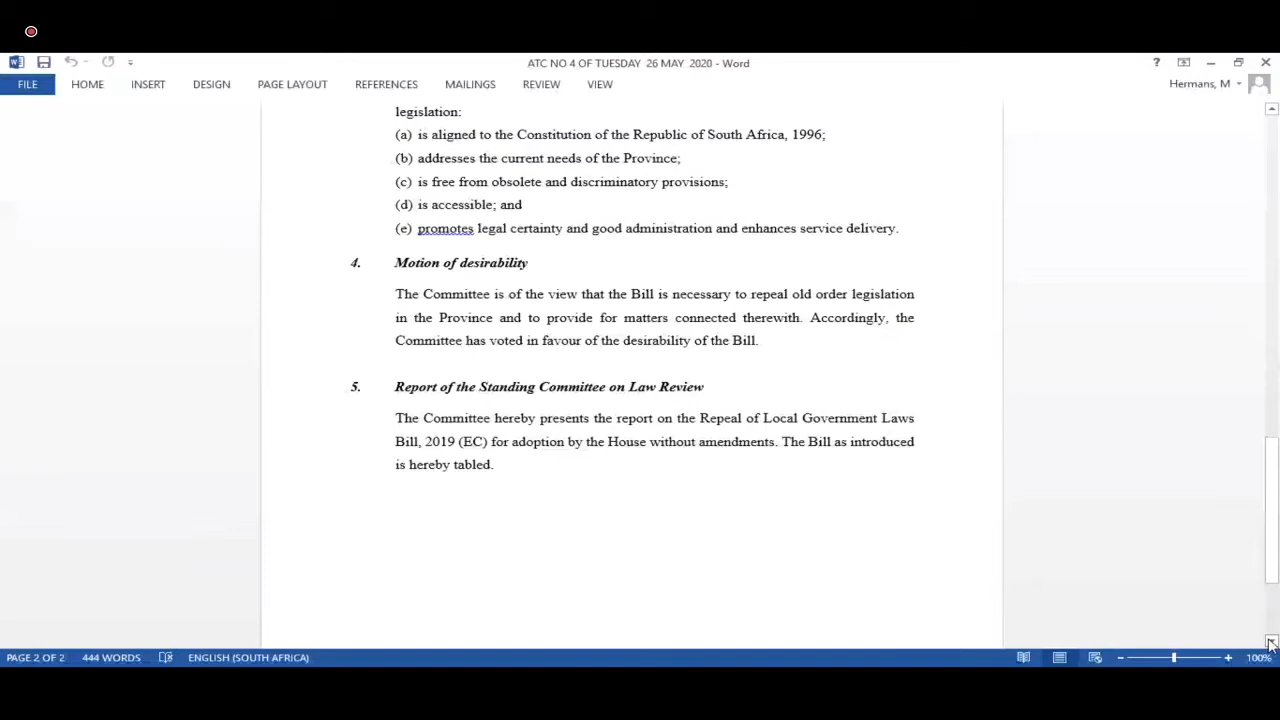 ATC NO 4 OF TUESDAY 26 MAY 2020 - Word
?
FILE HOME INSERT DESIGN PAGE LAYOUT REFERENCES MAILINGS REVIEW VIEW
Hermans, M
legislation:
(a) is aligned to the Constitution of the Republic of South Africa, 1996;
(b) addresses the current needs of the Province;
(c) is free from obsolete and discriminatory provisions;
(d) is accessible; and
(e) promotes legal certainty and good administration and enhances service delivery.
4. Motion of desirability
The Committee is of the view that the Bill is necessary to repeal old order legislation
in the Province and to provide for matters connected therewith. Accordingly, the
Committee has voted in favour of the desirability of the Bill.
5. Report of the Standing Committee on Law Review
The Committee hereby presents the report on the Repeal of Local Government Laws
Bill, 2019 (EC) for adoption by the House without amendments. The Bill as introduced
is hereby tabled.
PAGE 2 OF 2 444 WORDS ENGLISH (SOUTH AFRICA) 100%